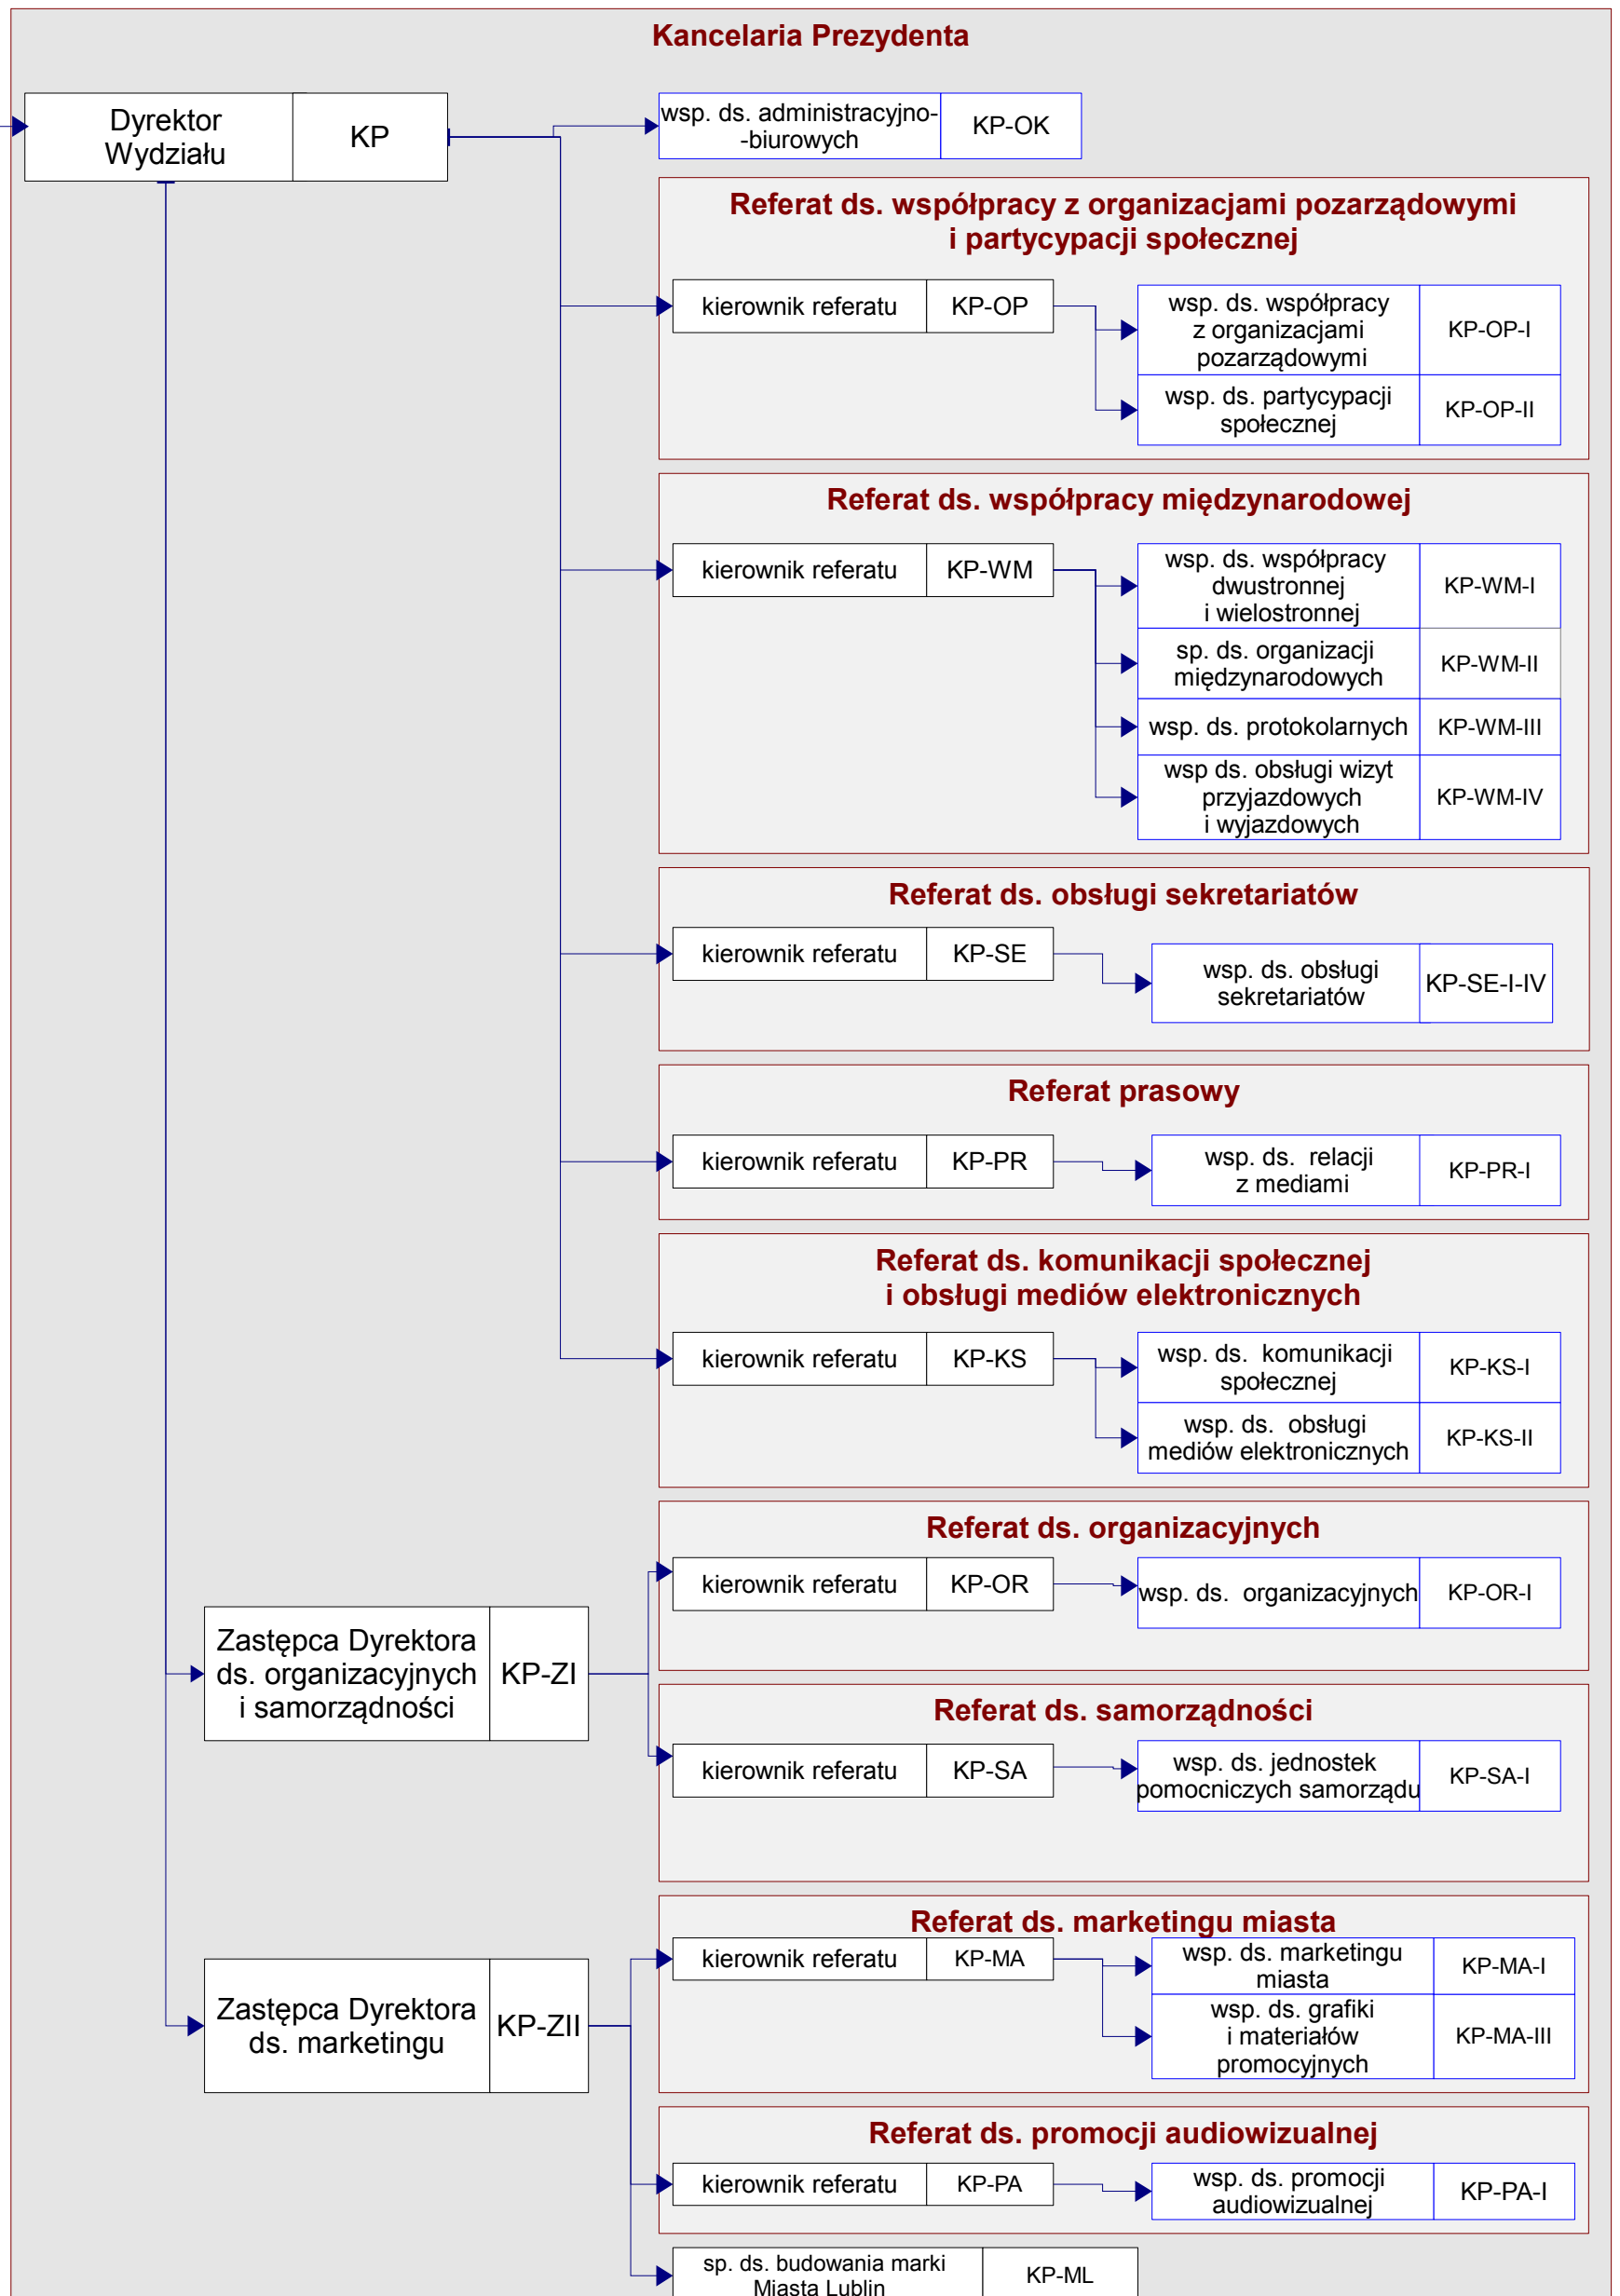 Kancelaria Prezydenta
Dyrektor
Wydziału
KP
wsp. ds. administracyjno-
-biurowych
KP-OK
Referat ds. współpracy z organizacjami pozarządowymi
i partycypacji społecznej
kierownik referatu
KP-OP
wsp. ds. współpracy
z organizacjami
pozarządowymi
KP-OP-I
wsp. ds. partycypacji
społecznej
KP-OP-II
Referat ds. współpracy międzynarodowej
kierownik referatu
KP-WM
wsp. ds. współpracy
dwustronnej
i wielostronnej
KP-WM-I
sp. ds. organizacji
międzynarodowych
KP-WM-II
wsp. ds. protokolarnych
KP-WM-III
wsp ds. obsługi wizyt
przyjazdowych
i wyjazdowych
KP-WM-IV
Referat ds. obsługi sekretariatów
kierownik referatu
KP-SE
wsp. ds. obsługi
sekretariatów
KP-SE-I-IV
Referat prasowy
kierownik referatu
KP-PR
wsp. ds. relacji
z mediami
KP-PR-I
Referat ds. komunikacji społecznej
i obsługi mediów elektronicznych
kierownik referatu
KP-KS
wsp. ds. komunikacji
społecznej
KP-KS-I
wsp. ds. obsługi
mediów elektronicznych
KP-KS-II
Referat ds. organizacyjnych
kierownik referatu
KP-OR
wsp. ds. organizacyjnych
KP-OR-I
Zastępca Dyrektora
ds. organizacyjnych
i samorządności
KP-ZI
Referat ds. samorządności
kierownik referatu
KP-SA
wsp. ds. jednostek
pomocniczych samorządu
KP-SA-I
Referat ds. marketingu miasta
kierownik referatu
KP-MA
wsp. ds. marketingu
miasta
KP-MA-I
wsp. ds. grafiki
i materiałów
promocyjnych
KP-MA-III
Zastępca Dyrektora
ds. marketingu
KP-ZII
Referat ds. promocji audiowizualnej
kierownik referatu
KP-PA
wsp. ds. promocji
audiowizualnej
KP-PA-I
sp. ds. budowania marki
Miasta Lublin
KP-ML